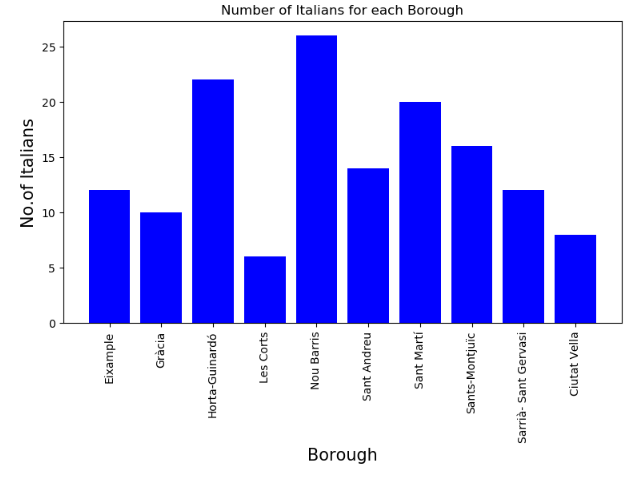 Number of Italians for each Borough
No.of Italians
25
20
15
10
5
0
Eixample
Gràcia
Horta-Guinardó
Les Corts
Nou Barris
Sant Andreu
Sant Martí
Sants-Montjuïc
Sarrià- Sant Gervasi
Ciutat Vella
Borough